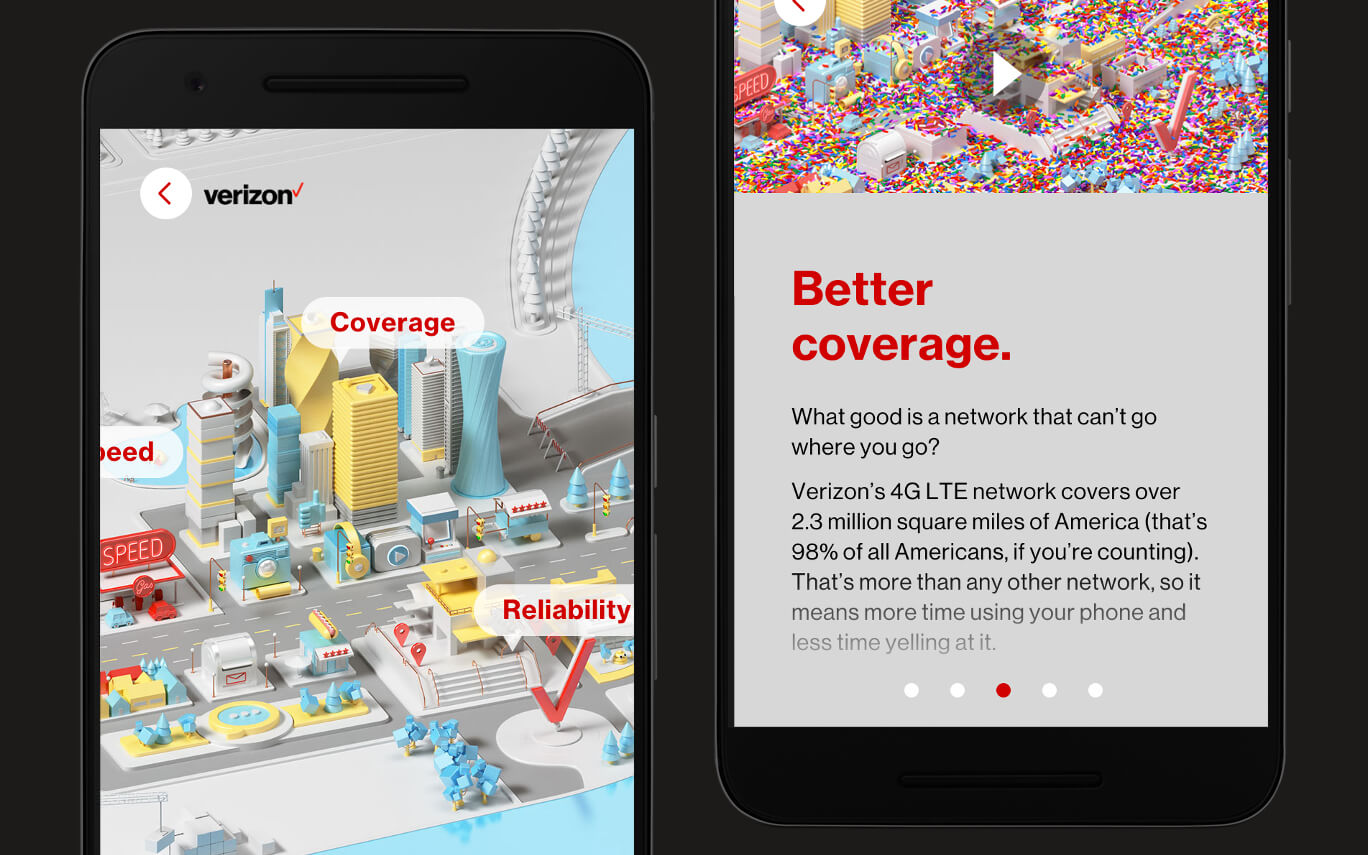 verizon
Coverage
peed
SPEED
Gas
Reliability
SPEED
Better
coverage.
What good is a network that can’t go
where you go?
Verizon’s 4G LTE network covers over
2.3 million square miles of America (that’s
98% of all Americans, if you’re counting).
That’s more than any other network, so it
means more time using your phone and
less time yelling at it.